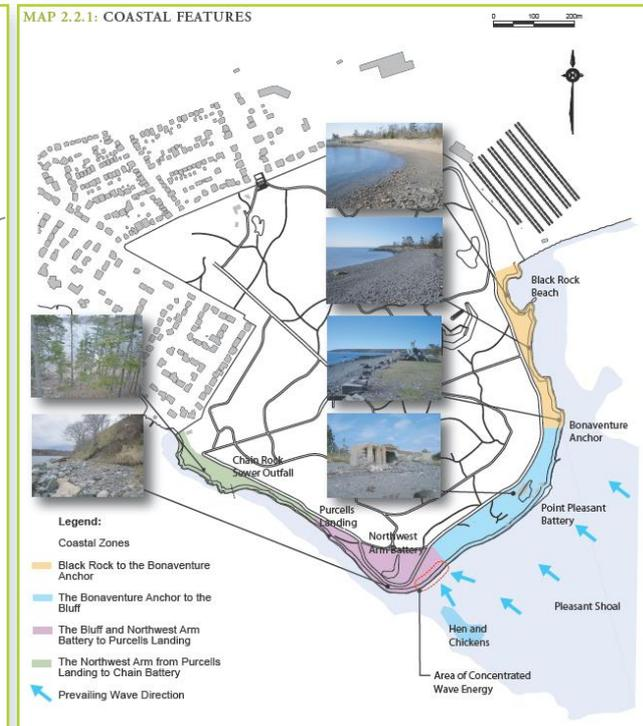 MAP 2.2.1: COASTAL FEATURES
0 100 200m
Black Rock
Beach
Bonaventure
Anchor
Chain Rock
Sewer Outfall
Point Pleasant
Battery
Purcells
Landing
Northwest
Arm Battery
Pleasant Shoal
Hen and
Chickens
Area of Concentrated
Wave Energy
Legend:
Coastal Zones
Black Rock to the Bonaventure
Anchor
The Bonaventure Anchor to the
Bluff
The Bluff and Northwest Arm
Battery to Purcells Landing
The Northwest Arm from Purcells
Landing to Chain Battery
Prevailing Wave Direction